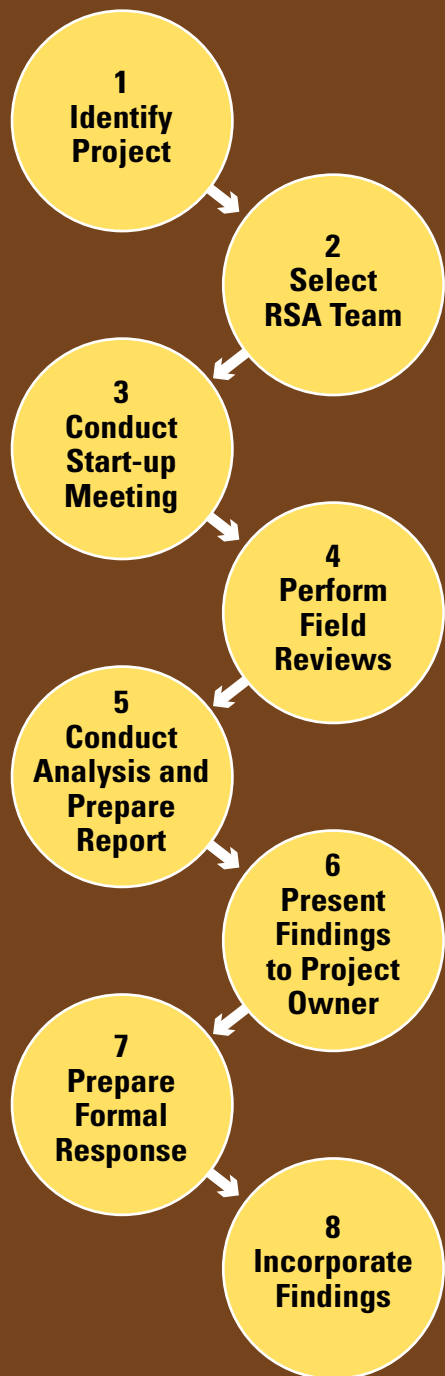 1
Identify
Project
2
Select
RSA Team
3
Conduct
Start-up
Meeting
4
Perform
Field
Reviews
5
Conduct
Analysis and
Prepare
Report
6
Present
Findings
to Project
Owner
7
Prepare
Formal
Response
8
Incorporate
Findings